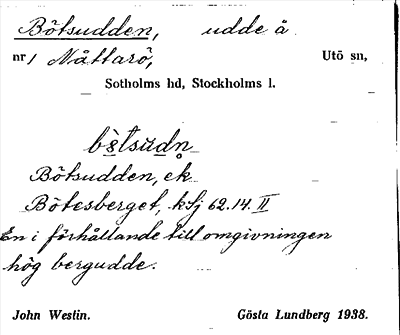 Bötsudden, udde å
nr 1 Måttarö, Utö sn,
Sotholms hd, Stockholms l.
Bötsudden, ek
Bötesberget, ksj 62.14. II
En i förhållande till omgivningen
hög bergudde.
John Westin. Gösta Lundberg 1938.